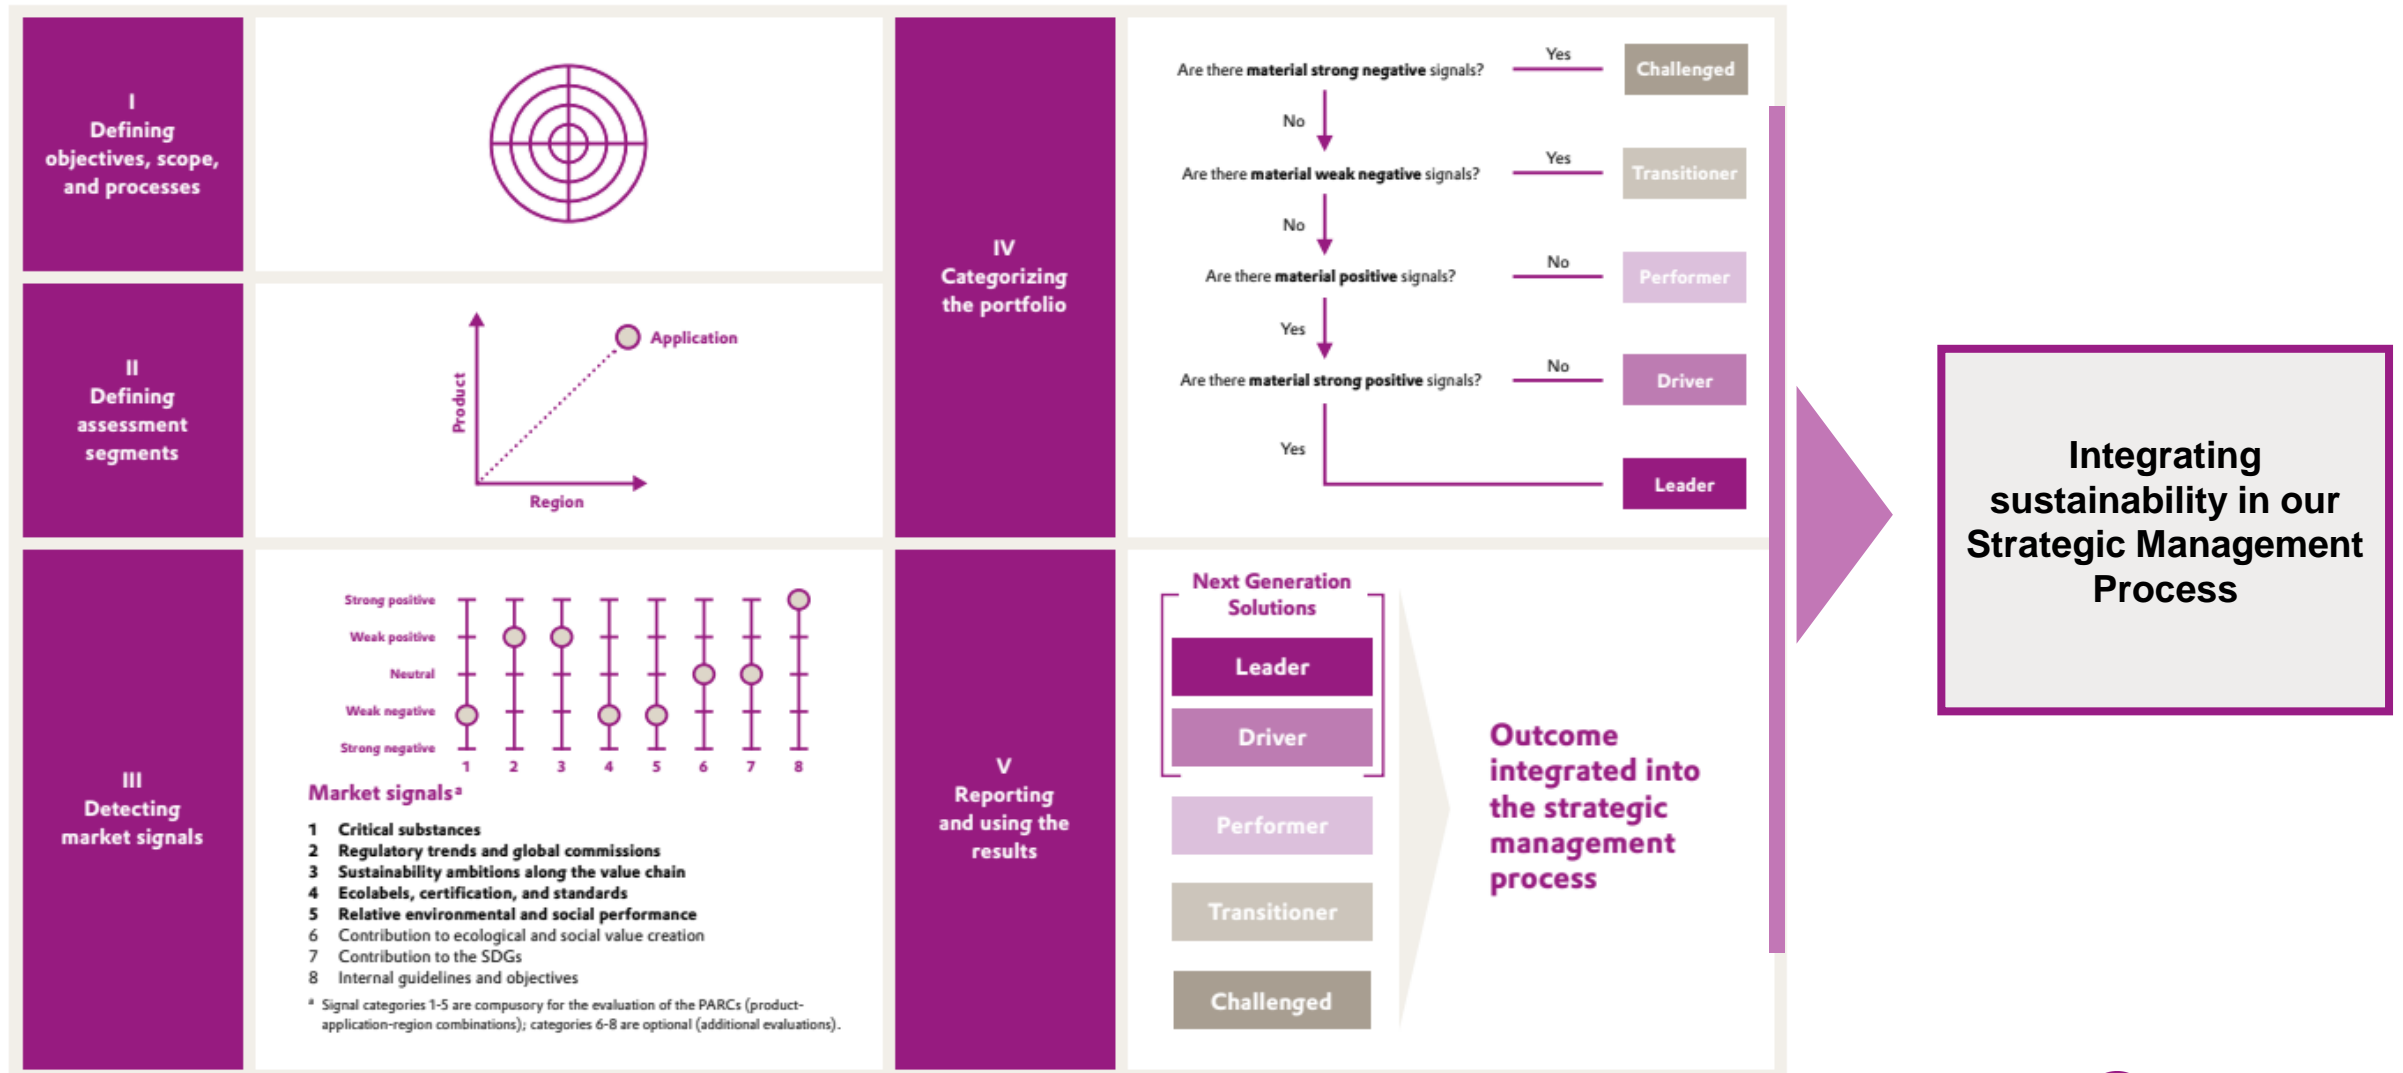 I
Defining
objectives, scope,
and processes
II
Defining
assessment
segments
Product
Application
Region
III
Detecting
market signals
Strong positive
Weak positive
Neutral
Weak negative
Strong negative
1 2 3 4 5 6 7 8
Market signals a
1 Critical substances
2 Regulatory trends and global commissions
3 Sustainability ambitions along the value chain
4 Ecolabels, certification, and standards
5 Relative environmental and social performance
6 Contribution to ecological and social value creation
7 Contribution to the SDGs
8 Internal guidelines and objectives
a Signal categories 1-5 are compusory for the evaluation of the PARCs (product-
application-region combinations); categories 6-8 are optional (additional evaluations).
IV
Categorizing
the portfolio
Are there material strong negative signals? Yes Challenged
No
Are there material weak negative signals? Yes Transitioner
No
Are there material positive signals? No Performer
Yes
Are there material strong positive signals? No Driver
Yes
Leader
V
Reporting
and using the
results
Next Generation
Solutions
Leader
Driver
Performer
Transitioner
Challenged
Outcome
integrated into
the strategic
management
process
Integrating
sustainability in our
Strategic Management
Process